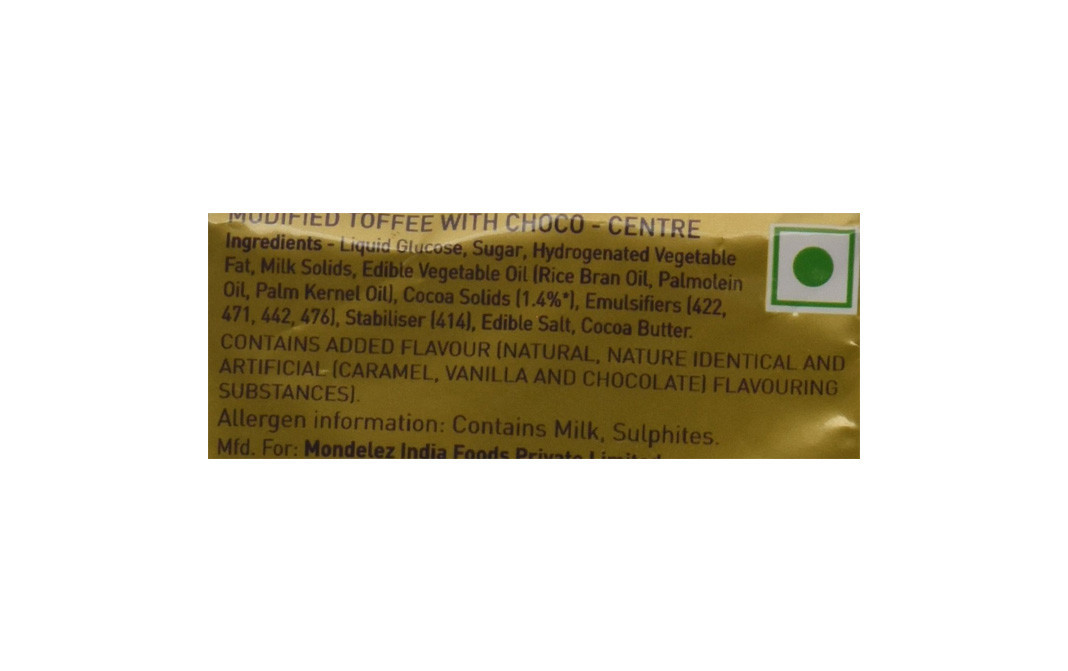 MODIFIED TOFFEE WITH CHOCO - CENTRE
Ingredients - Liquid Glucose, Sugar, Hydrogenated Vegetable
Fat, Milk Solids, Edible Vegetable Oil (Rice Bran Oil, Palmolein
Oil, Palm Kernel Oil), Cocoa Solids (1.4%*), Emulsifiers (422,
471, 442, 476), Stabiliser (414), Edible Salt, Cocoa Butter.
CONTAINS ADDED FLAVOUR (NATURAL, NATURE IDENTICAL AND
ARTIFICIAL (CARAMEL, VANILLA AND CHOCOLATE) FLAVOURING
SUBSTANCES).
Allergen information: Contains Milk, Sulphites.
Mfd. For: Mondelez India Foods Private Limited